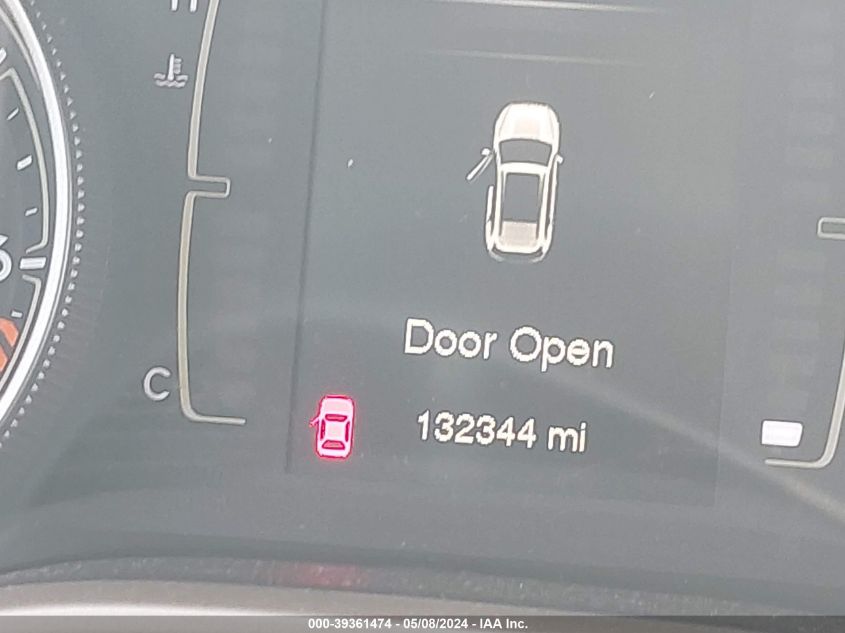 Door Open
C
132344 mi
000-39361474 - 05/08/2024 - IAA Inc.